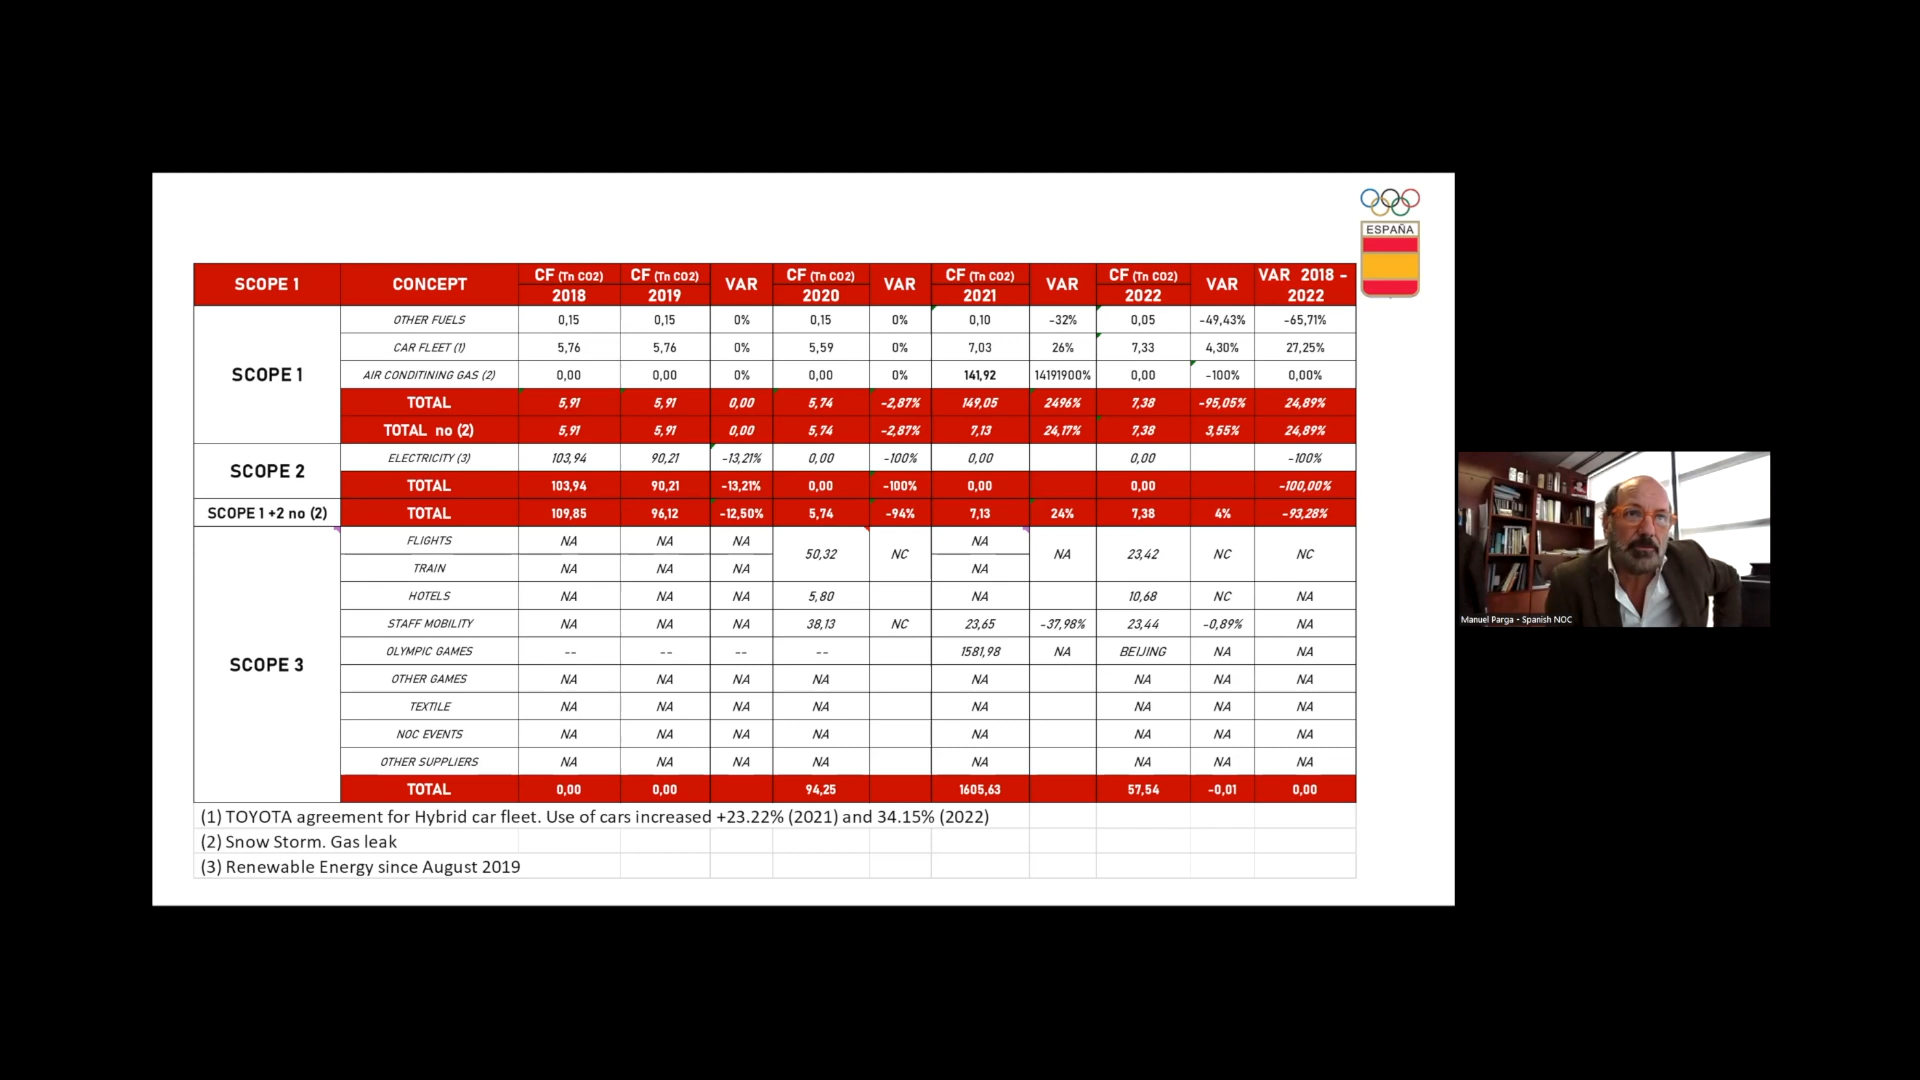 ESPAÑA
SCOPE 1 CONCEPT CF (Tn CO2) 2018 CF (Tn CO2) 2019 VAR CF (Tn CO2) 2020 VAR CF (Tn CO2) 2021 VAR CF (Tn CO2) 2022 VAR VAR 2018 - 2022
SCOPE 1
OTHER FUELS 0,15 0,15 0% 0,15 0% 0,10 -32% 0,05 -49,43% -65,71%
CAR FLEET (1) 5,76 5,76 0% 5,59 0% 7,03 26% 7,33 4,30% 27,25%
AIR CONDITINING GAS (2) 0,00 0,00 0% 0,00 0% 141,92 14191900% 0,00 -100% 0,00%
TOTAL 5,91 5,91 0,00 5,74 -2,87% 149,05 2496% 7,38 -95,05% 24,89%
TOTAL no (2) 5,91 5,91 0,00 5,74 -2,87% 7,13 24,17% 7,38 3,55% 24,89%
SCOPE 2
ELECTRICITY (3) 103,94 90,21 -13,21% 0,00 -100% 0,00 0,00 -100%
TOTAL 103,94 90,21 -13,21% 0,00 -100% 0,00 0,00 -100,00%
SCOPE 1 +2 no (2) TOTAL 109,85 96,12 -12,50% 5,74 -94% 7,13 24% 7,38 4% -93,28%
SCOPE 3
FLIGHTS NA NA NA 50,32 NC NA NA 23,42 NC NC
TRAIN NA NA NA NA
HOTELS NA NA NA 5,80 NA 10,68 NC NA
STAFF MOBILITY NA NA NA 38,13 NC 23,65 -37,98% 23,44 -0,89% NA
OLYMPIC GAMES -- -- -- -- 1581,98 NA BEIJING NA NA
OTHER GAMES NA NA NA NA NA NA NA NA
TEXTILE NA NA NA NA NA NA NA NA
NOC EVENTS NA NA NA NA NA NA NA NA
OTHER SUPPLIERS NA NA NA NA NA NA NA NA
TOTAL 0,00 0,00 94,25 1605,63 57,54 -0,01 0,00
(1) TOYOTA agreement for Hybrid car fleet. Use of cars increased +23.22% (2021) and 34.15% (2022)
(2) Snow Storm. Gas leak
(3) Renewable Energy since August 2019
Manuel Parga - Spanish NOC